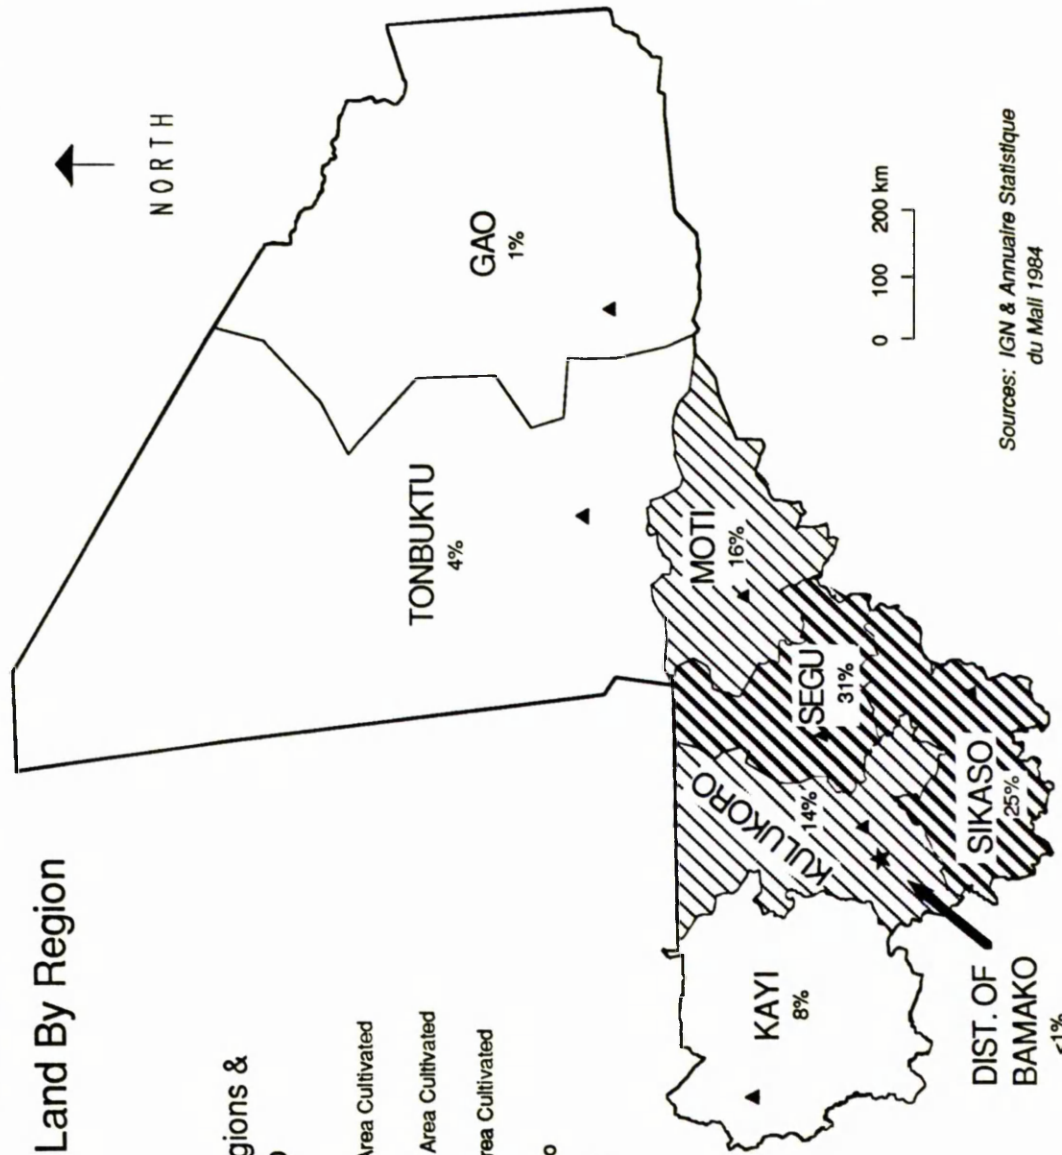 Land By Region
gions &
Area Cultivated
Area Cultivated
rea Cultivated
NORTH
TONBUKTU
4%
GAO
1%
MOTI
16%
SEGU
31%
KULUKORO
14%
SIKASO
25%
KAYI
8%
DIST. OF
BAMAKO
<1%
0 100 200 km
Sources: IGN & Annuaire Statistique
du Mali 1984